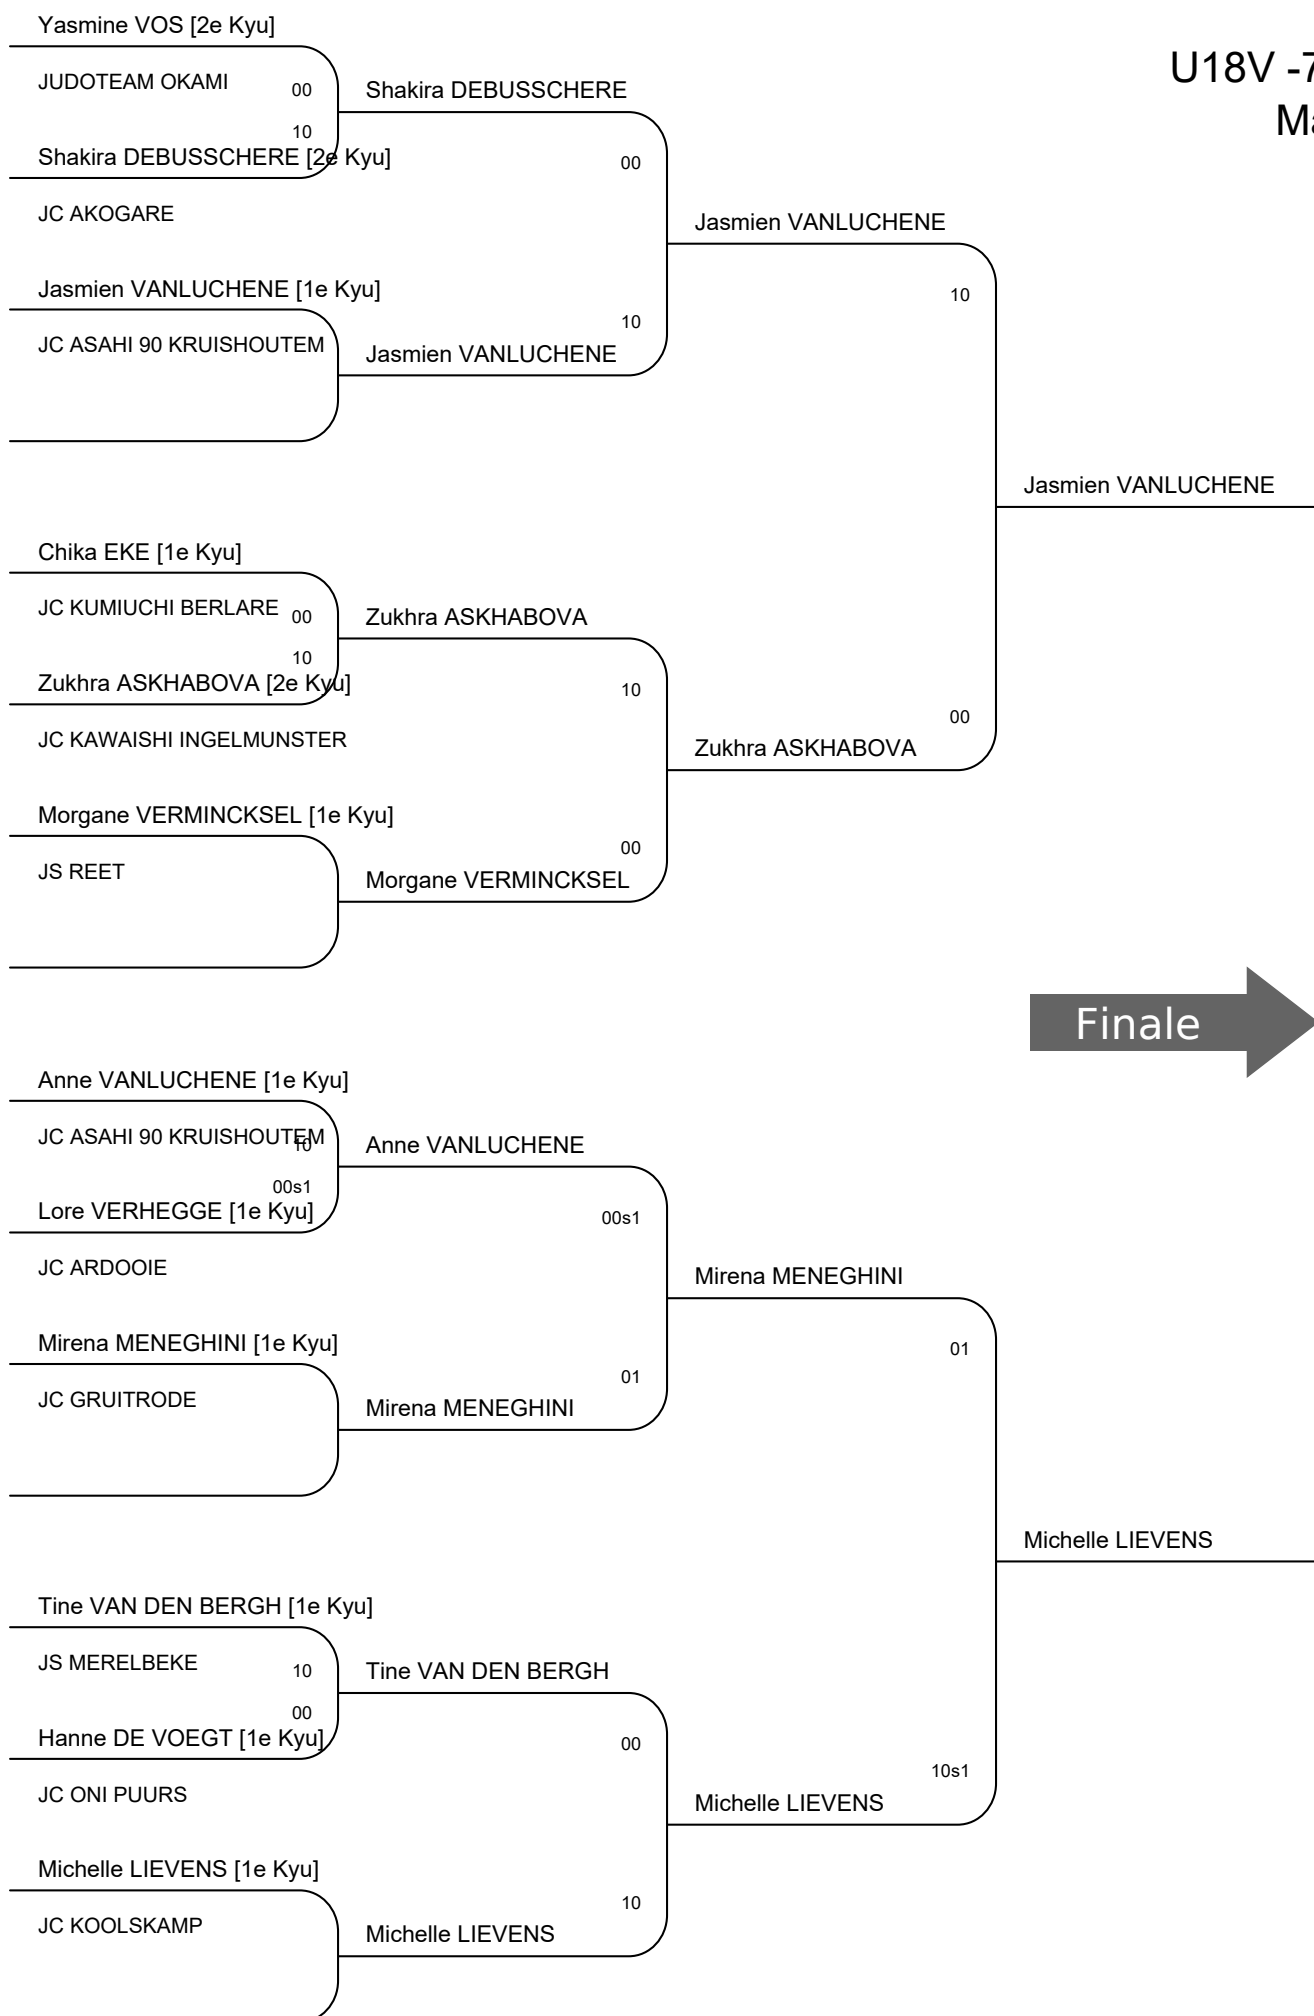 Yasmine VOS [2e Kyu]
JUDOTEAM OKAMI
00
10
Shakira DEBUSSCHERE [2e Kyu]
JC AKOGARE
Jasmien VANLUCHENE [1e Kyu]
JC ASAHI 90 KRUISHOUTEM
Chika EKE [1e Kyu]
JC KUMIUCHI BERLARE
00
10
Zukhra ASKHABOVA [2e Kyu]
JC KAWAISHI INGELMUNSTER
Morgane VERMINCKSEL [1e Kyu]
JS REET
Anne VANLUCHENE [1e Kyu]
JC ASAHI 90 KRUISHOUTEM
10
00s1
Lore VERHEGGE [1e Kyu]
JC ARDOOIE
Mirena MENEGHINI [1e Kyu]
JC GRUITRODE
Tine VAN DEN BERGH [1e Kyu]
JS MERELBEKE
10
00
Hanne DE VOEGT [1e Kyu]
JC ONI PUURS
Michelle LIEVENS [1e Kyu]
JC KOOLSKAMP
Shakira DEBUSSCHERE
00
10
Jasmien VANLUCHENE
Zukhra ASKHABOVA
10
00
Morgane VERMINCKSEL
Anne VANLUCHENE
00s1
01
Mirena MENEGHINI
Tine VAN DEN BERGH
00
10
Michelle LIEVENS
Jasmien VANLUCHENE
10
00
Zukhra ASKHABOVA
Mirena MENEGHINI
01
10s1
Michelle LIEVENS
U18V -7
Ma
Jasmien VANLUCHENE
Finale
Michelle LIEVENS